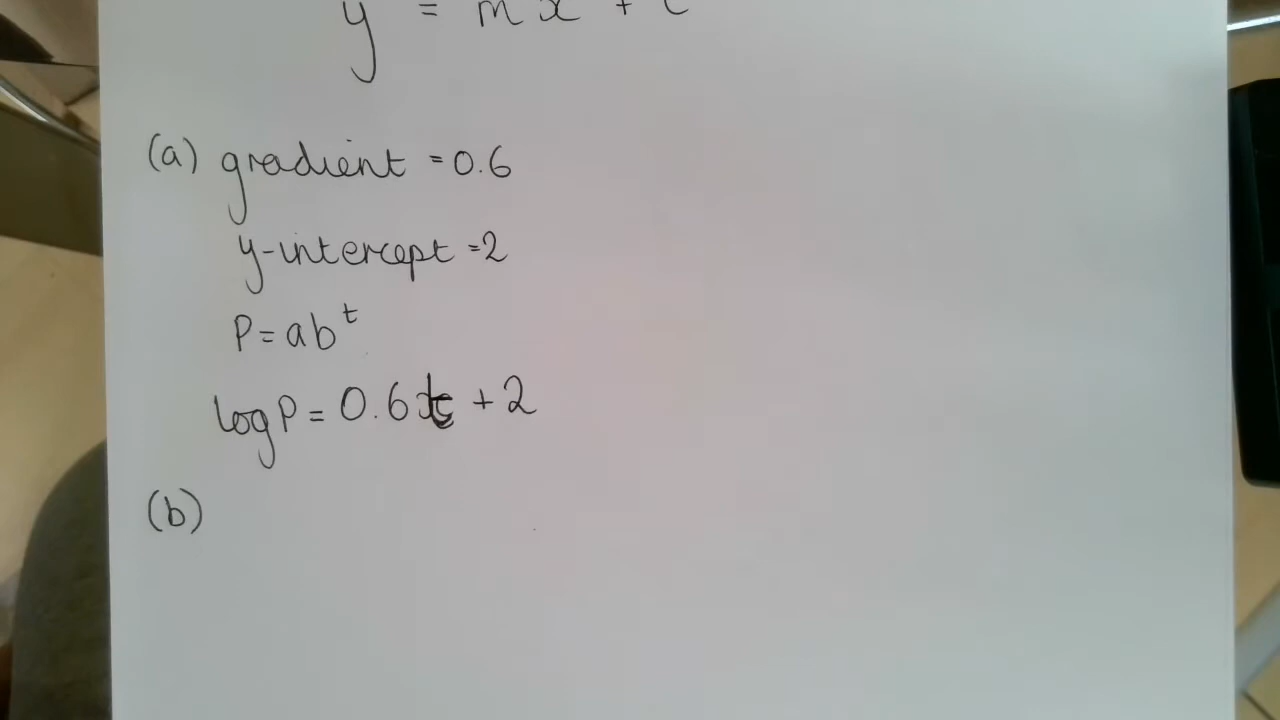 y = mx + c
(a) gradient = 0.6
y-intercept = 2
P = ab^t
log P = 0.6t + 2
(b)